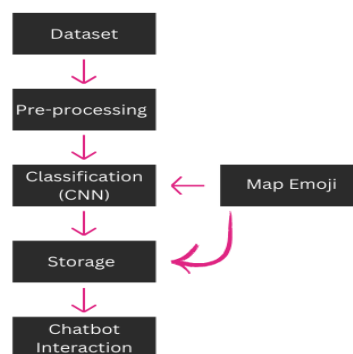 Dataset
Pre-processing
Classification
(CNN)
Map Emoji
Storage
Chatbot
Interaction